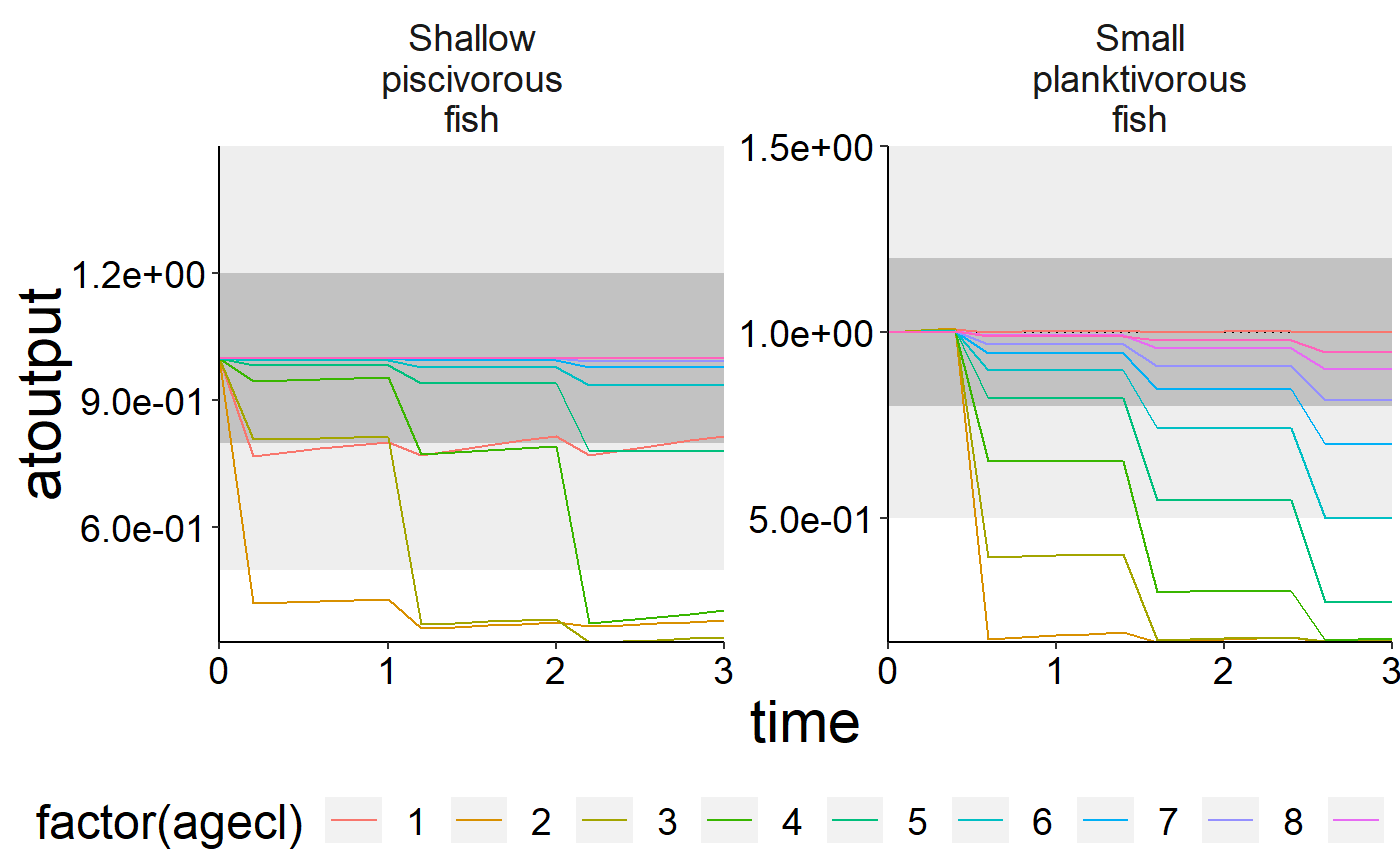 Shallow
piscivorous
fish
Small
planktivorous
fish
1.2e+00
9.0e-01
6.0e-01
1.5e+00
1.0e+00
5.0e-01
0 1 2 3
0 1 2 3
atoutput
time
factor(agecl) 1 2 3 4 5 6 7 8